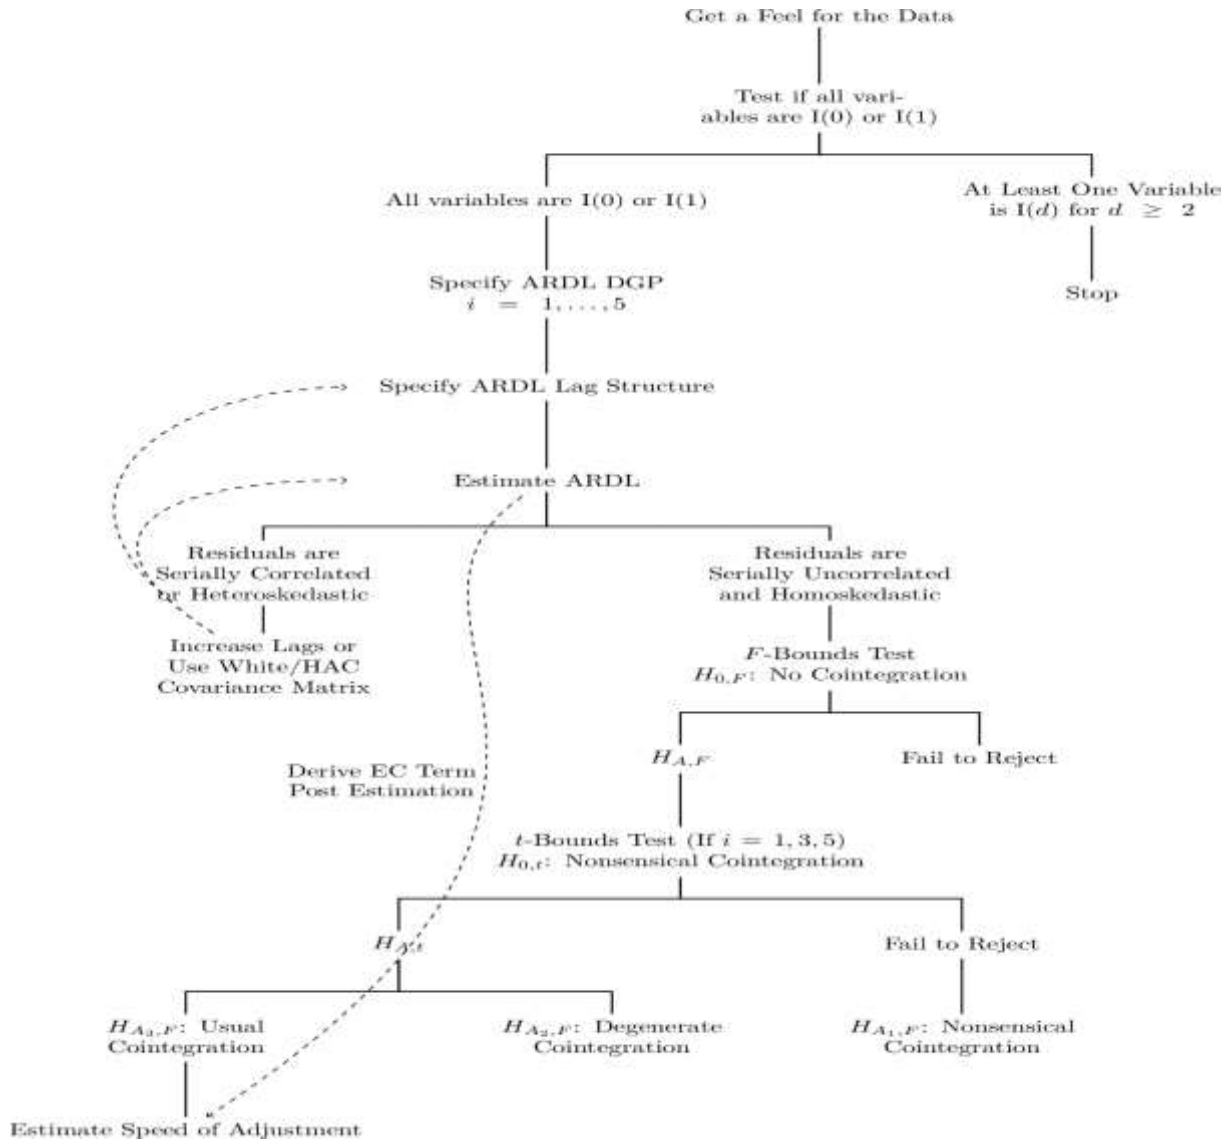 Get a Feel for the Data
Test if all vari-
ables are I(0) or I(1)
All variables are I(0) or I(1)
At Least One Variable
is I(d) for d ≥ 2
Specify ARDL DGP
i = 1, . . . , 5
Stop
Specify ARDL Lag Structure
Estimate ARDL
Residuals are
Serially Correlated
or Heteroskedastic
Residuals are
Serially Uncorrelated
and Homoskedastic
Increase Lags or
Use White/HAC
Covariance Matrix
F-Bounds Test
H0,F: No Cointegration
HA,F
Fail to Reject
Derive EC Term
Post Estimation
t-Bounds Test (If i = 1, 3, 5)
H0,t: Nonsensical Cointegration
HA,t
Fail to Reject
HA3,F: Usual
Cointegration
HA2,F: Degenerate
Cointegration
HA1,F: Nonsensical
Cointegration
Estimate Speed of Adjustment